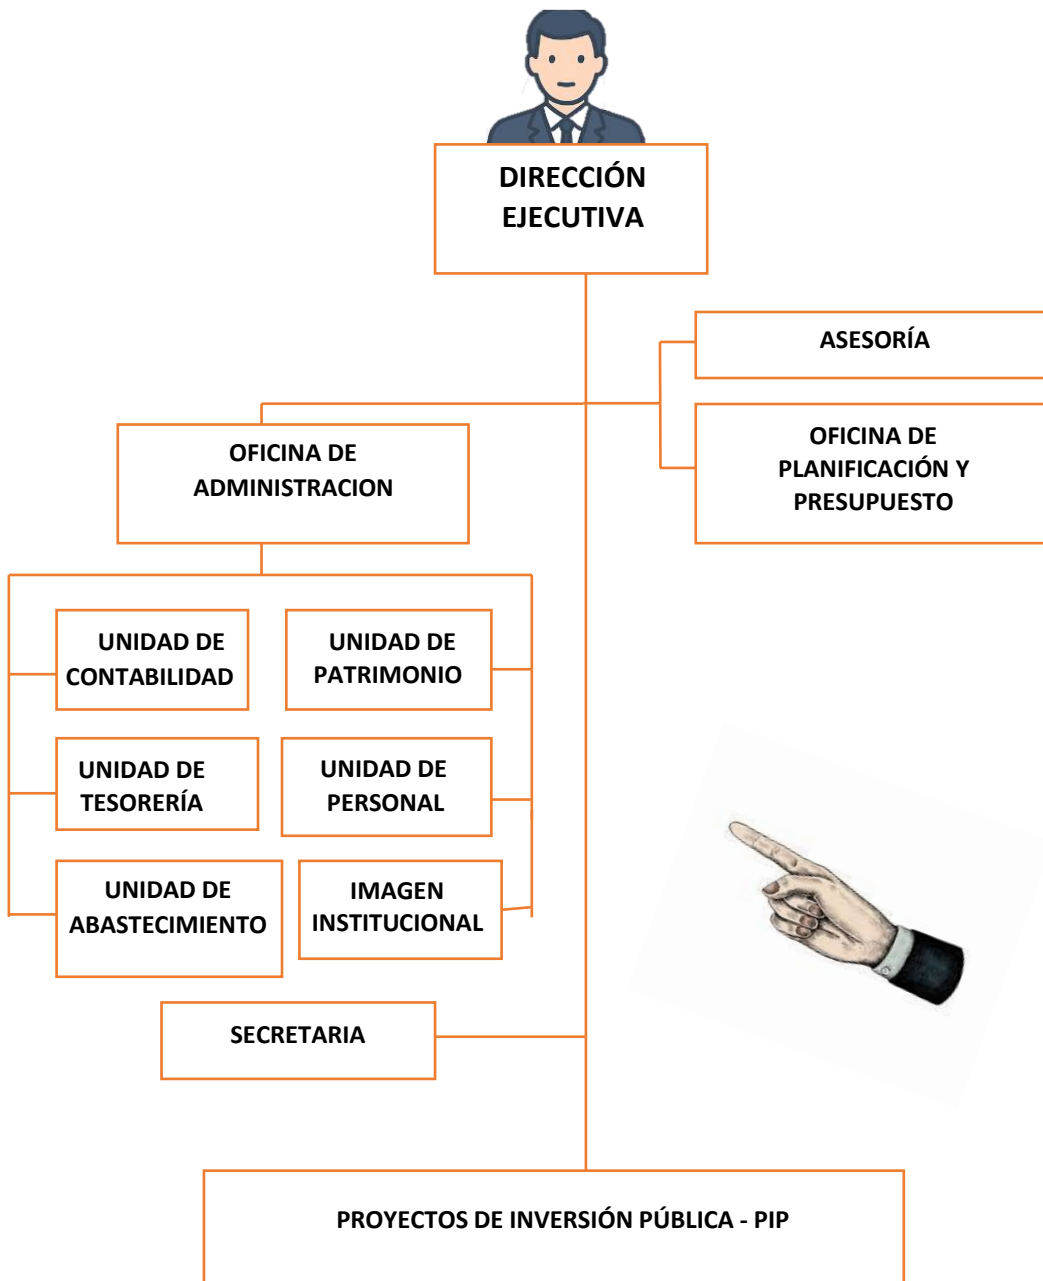 DIRECCIÓN
EJECUTIVA
ASESORÍA
OFICINA DE
PLANIFICACIÓN Y
PRESUPUESTO
OFICINA DE
ADMINISTRACION
UNIDAD DE
CONTABILIDAD
UNIDAD DE
PATRIMONIO
UNIDAD DE
TESORERÍA
UNIDAD DE
PERSONAL
UNIDAD DE
ABASTECIMIENTO
IMAGEN
INSTITUCIONAL
SECRETARIA
PROYECTOS DE INVERSIÓN PÚBLICA - PIP